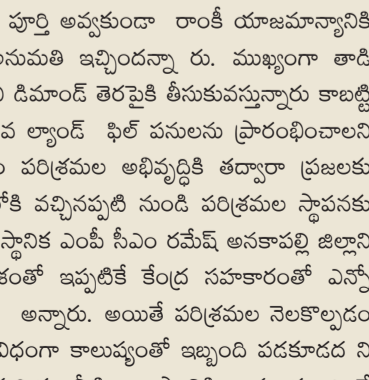 పూర్తి అవ్వకుండా రాంకీ యాజమాన్యానికి
నుమతి ఇచ్చిందన్నా రు. ముఖ్యంగా తాడి
డిమాండ్ తెరపైకి తీసుకువస్తున్నారు కాబట్టి
వ ల్యాండ్ ఫిల్ పనులను ప్రారంభించాలని
పరిశ్రమల అభివృద్ధికి తద్వారా ప్రజలకు
లోకి వచ్చినప్పటి నుండి పరిశ్రమల స్థాపనకు
స్థానిక ఎంపీ సీఎం రమేష్ అనకాపల్లి జిల్లాని
శంతో ఇప్పటికే కేంద్ర సహకారంతో ఎన్నో
అన్నారు. అయితే పరిశ్రమల నెలకొల్పడం
విధంగా కాలుష్యంతో ఇబ్బంది పడకూడద ని